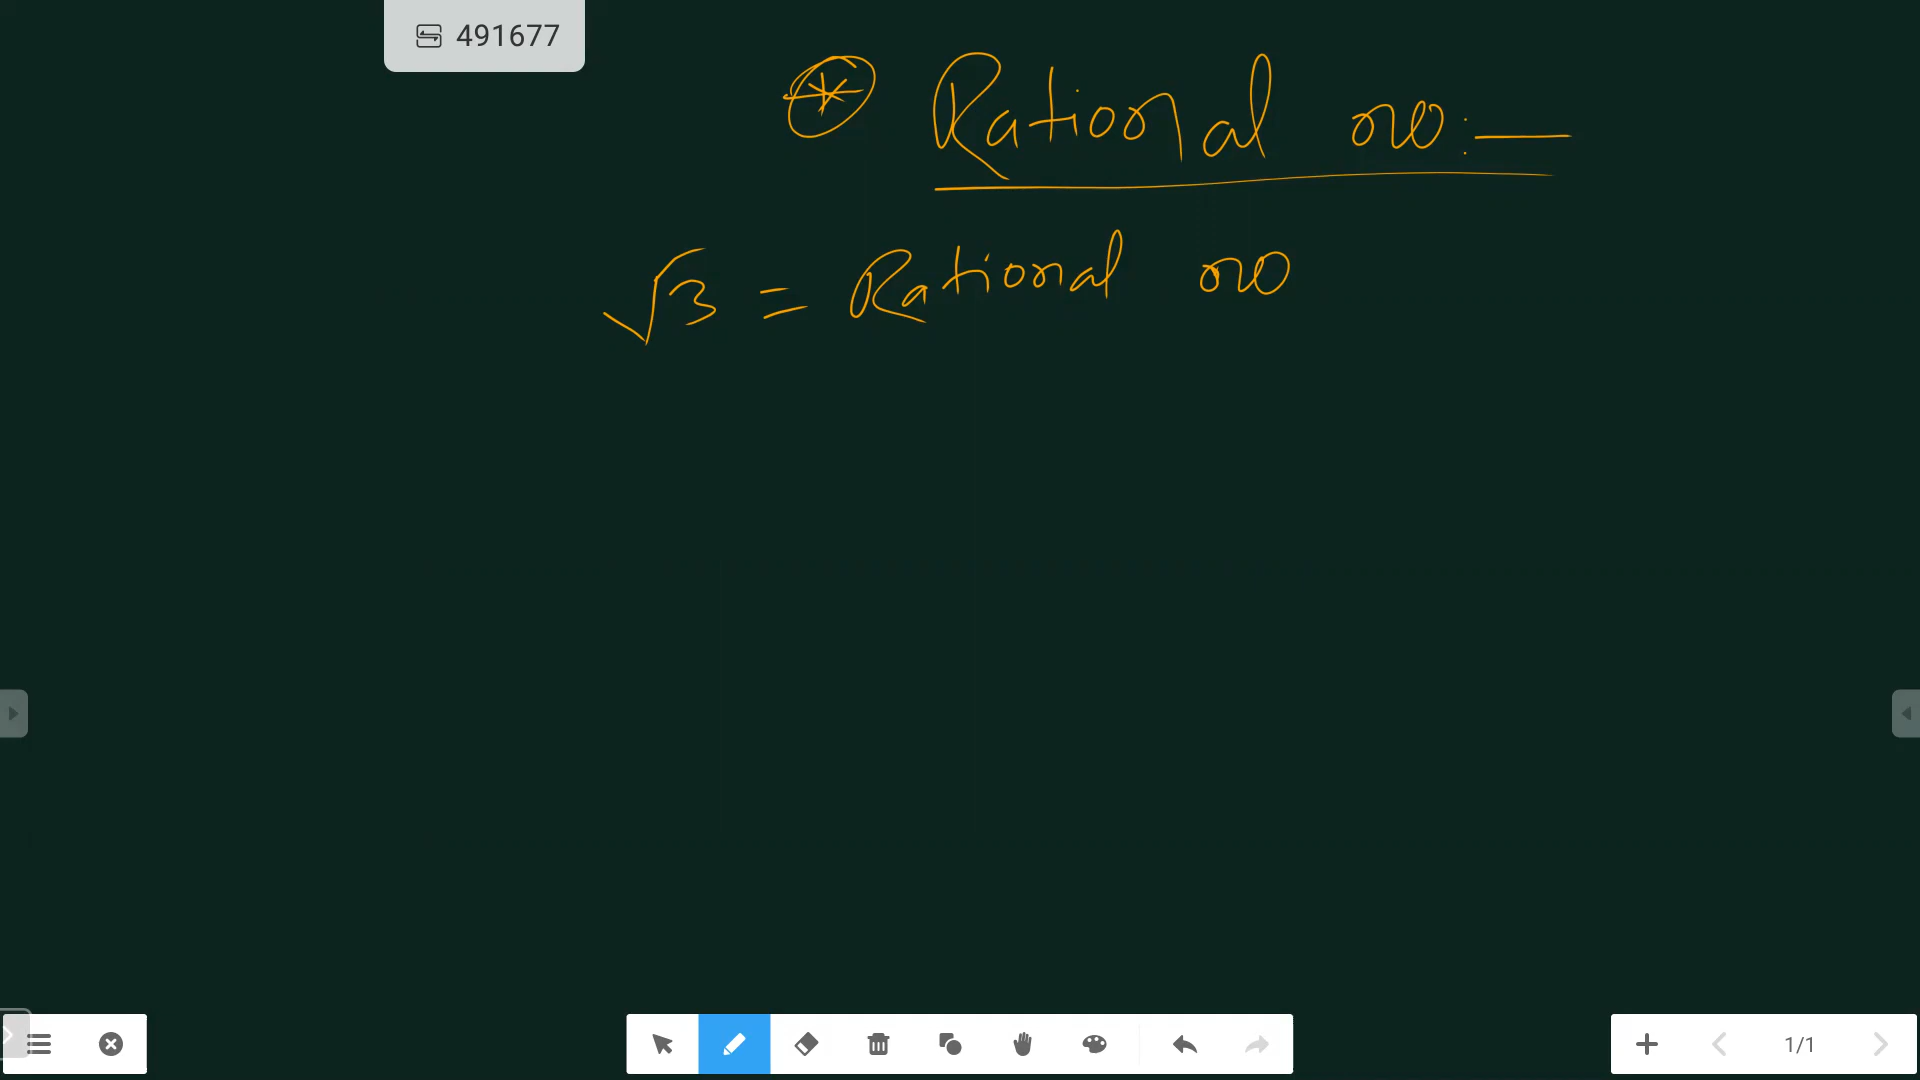 491677
* Rational no:—
√3 = Rational no
1/1